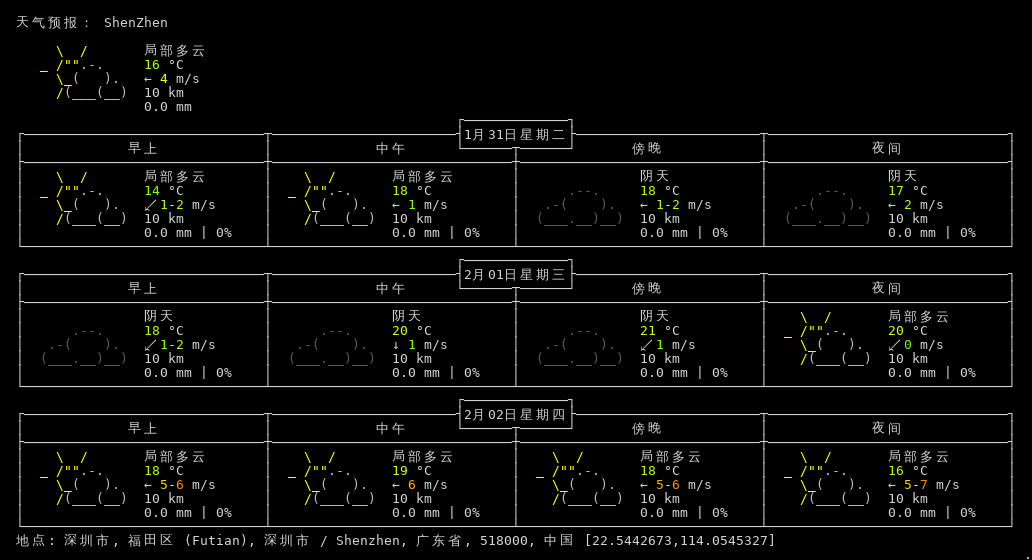 天气预报： ShenZhen
局部多云
16 °C
← 4 m/s
10 km
0.0 mm
1月31日星期二
早上 中午 傍晚 夜间
局部多云 局部多云 阴天 阴天
14 °C 18 °C 18 °C 17 °C
↙ 1-2 m/s ← 1 m/s ← 1-2 m/s ← 2 m/s
10 km 10 km 10 km 10 km
0.0 mm | 0% 0.0 mm | 0% 0.0 mm | 0% 0.0 mm | 0%
2月01日星期三
早上 中午 傍晚 夜间
阴天 阴天 阴天 局部多云
18 °C 20 °C 21 °C 20 °C
↙ 1-2 m/s ↓ 1 m/s ↙ 1 m/s ↙ 0 m/s
10 km 10 km 10 km 10 km
0.0 mm | 0% 0.0 mm | 0% 0.0 mm | 0% 0.0 mm | 0%
2月02日星期四
早上 中午 傍晚 夜间
局部多云 局部多云 局部多云 局部多云
18 °C 19 °C 18 °C 16 °C
← 5-6 m/s ← 6 m/s ← 5-6 m/s ← 5-7 m/s
10 km 10 km 10 km 10 km
0.0 mm | 0% 0.0 mm | 0% 0.0 mm | 0% 0.0 mm | 0%
地点: 深圳市, 福田区 (Futian), 深圳市 / Shenzhen, 广东省, 518000, 中国 [22.5442673,114.0545327]